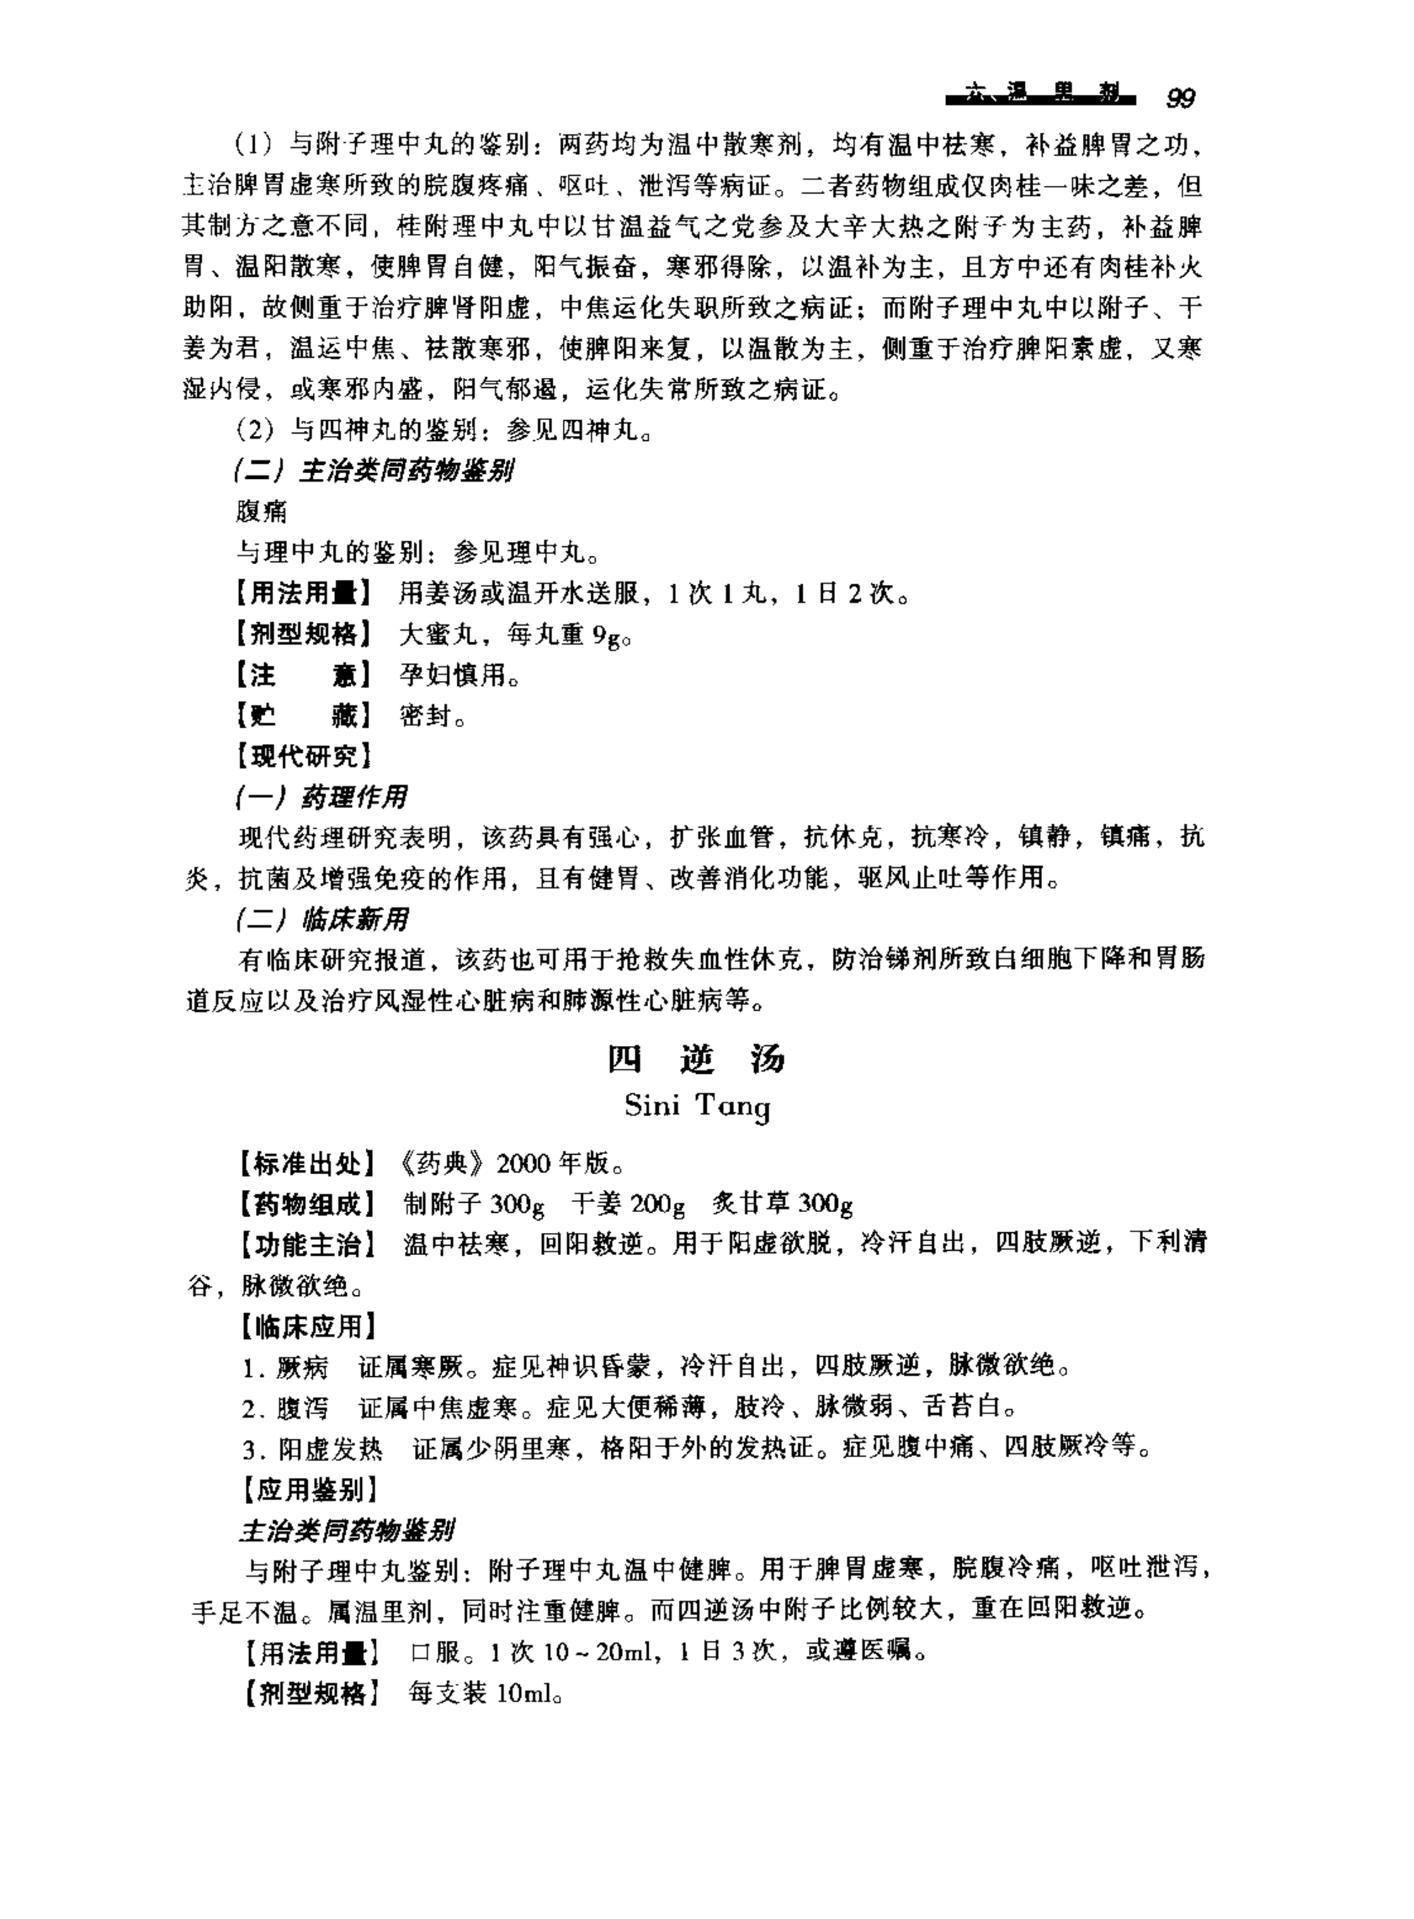 六、温 里 剂 99
(1) 与附子理中丸的鉴别：两药均为温中散寒剂，均有温中祛寒，补益脾胃之功，
主治脾胃虚寒所致的脘腹疼痛、呕吐、泄泻等病证。二者药物组成仅肉桂一味之差，但
其制方之意不同，桂附理中丸中以甘温益气之党参及大辛大热之附子为主药，补益脾
胃、温阳散寒，使脾胃自健，阳气振奋，寒邪得除，以温补为主，且方中还有肉桂补火
助阳，故侧重于治疗脾肾阳虚，中焦运化失职所致之病证；而附子理中丸中以附子、干
姜为君，温运中焦、祛散寒邪，使脾阳来复，以温散为主，侧重于治疗脾阳素虚，又寒
湿内侵，或寒邪内盛，阳气郁遏，运化失常所致之病证。
(2) 与四神丸的鉴别：参见四神丸。
(二) 主治类同药物鉴别
腹痛
与理中丸的鉴别：参见理中丸。
【用法用量】 用姜汤或温开水送服，1次1丸，1日2次。
【剂型规格】 大蜜丸，每丸重9g。
【注　　意】 孕妇慎用。
【贮　　藏】 密封。
【现代研究】
(一) 药理作用
现代药理研究表明，该药具有强心，扩张血管，抗休克，抗寒冷，镇静，镇痛，抗
炎，抗菌及增强免疫的作用，且有健胃、改善消化功能，驱风止吐等作用。
(二) 临床新用
有临床研究报道，该药也可用于抢救失血性休克，防治锑剂所致白细胞下降和胃肠
道反应以及治疗风湿性心脏病和肺源性心脏病等。
四 逆 汤
Sini Tang
【标准出处】《药典》2000年版。
【药物组成】 制附子300g　干姜200g　炙甘草300g
【功能主治】 温中祛寒，回阳救逆。用于阳虚欲脱，冷汗自出，四肢厥逆，下利清
谷，脉微欲绝。
【临床应用】
1. 厥病　证属寒厥。症见神识昏蒙，冷汗自出，四肢厥逆，脉微欲绝。
2. 腹泻　证属中焦虚寒。症见大便稀薄，肢冷、脉微弱、舌苔白。
3. 阳虚发热　证属少阴里寒，格阳于外的发热证。症见腹中痛、四肢厥冷等。
【应用鉴别】
主治类同药物鉴别
与附子理中丸鉴别：附子理中丸温中健脾。用于脾胃虚寒，脘腹冷痛，呕吐泄泻，
手足不温。属温里剂，同时注重健脾。而四逆汤中附子比例较大，重在回阳救逆。
【用法用量】 口服。1次10～20ml，1日3次，或遵医嘱。
【剂型规格】 每支装10ml。